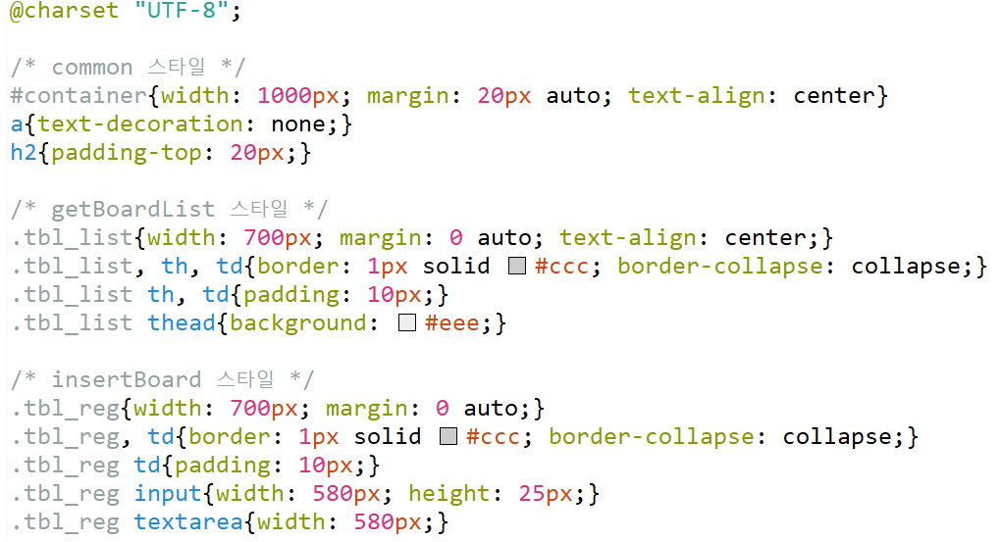 @charset "UTF-8";
/* common 스타일 */
#container{width: 1000px; margin: 20px auto; text-align: center}
a{text-decoration: none;}
h2{padding-top: 20px;}
/* getBoardList 스타일 */
.tbl_list{width: 700px; margin: 0 auto; text-align: center;}
.tbl_list, th, td{border: 1px solid #ccc; border-collapse: collapse;}
.tbl_list th, td{padding: 10px;}
.tbl_list thead{background: #eee;}
/* insertBoard 스타일 */
.tbl_reg{width: 700px; margin: 0 auto;}
.tbl_reg, td{border: 1px solid #ccc; border-collapse: collapse;}
.tbl_reg td{padding: 10px;}
.tbl_reg input{width: 580px; height: 25px;}
.tbl_reg textarea{width: 580px;}